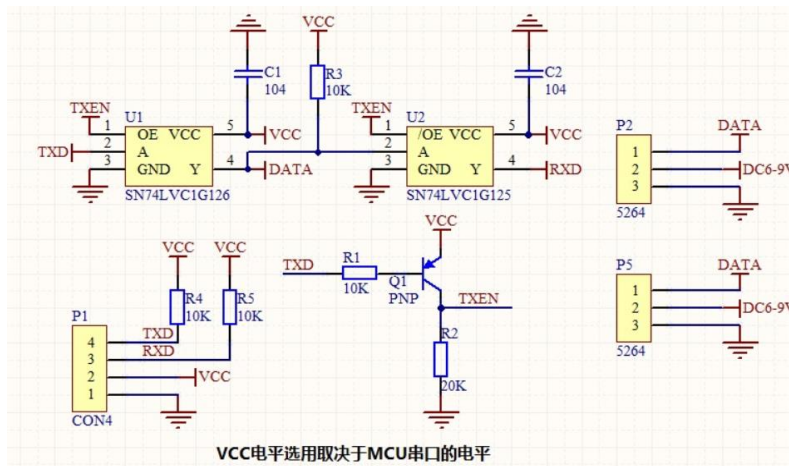 VCC
C1
104
R3
10K
C2
104
TXEN
U1
1
OE VCC
5
VCC
TXD
2
A
3
GND Y
4
DATA
SN74LVC1G126
TXEN
U2
1
/OE VCC
5
VCC
2
A
3
GND Y
4
RXD
SN74LVC1G125
P2
DATA
1
2
DC6-9V
3
5264
VCC
VCC
R4
10K
R5
10K
P1
TXD
4
RXD
3
2
VCC
1
CON4
VCC
TXD
R1
10K
Q1
PNP
TXEN
R2
20K
P5
DATA
1
2
DC6-9V
3
5264
VCC电平选用取决于MCU串口的电平